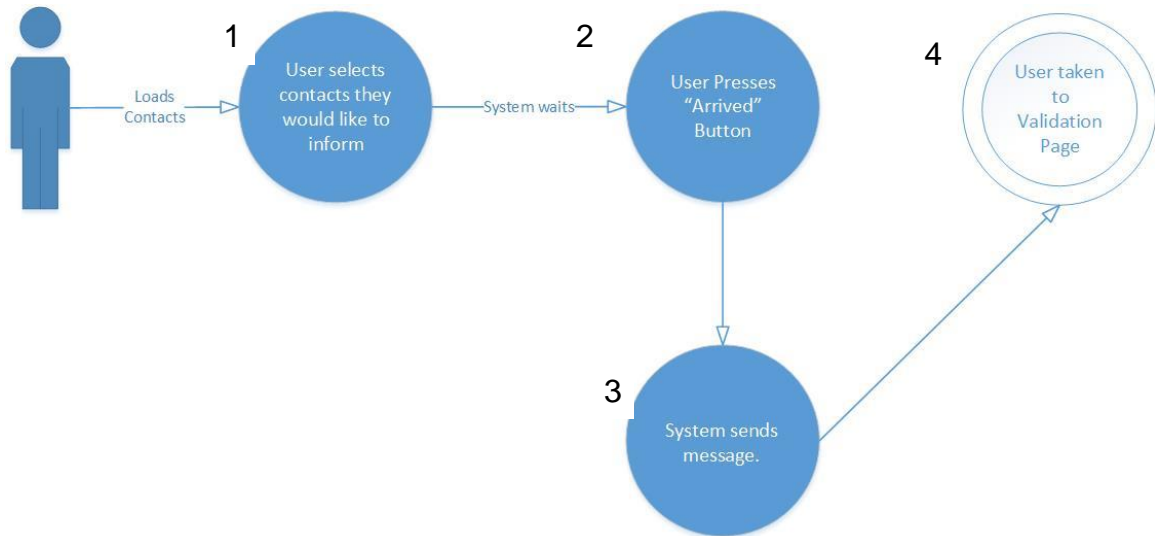 1
User selects
contacts they
would like to
inform
Loads
Contacts
System waits
2
User Presses
“Arrived”
Button
3
System sends
message.
4
User taken
to
Validation
Page